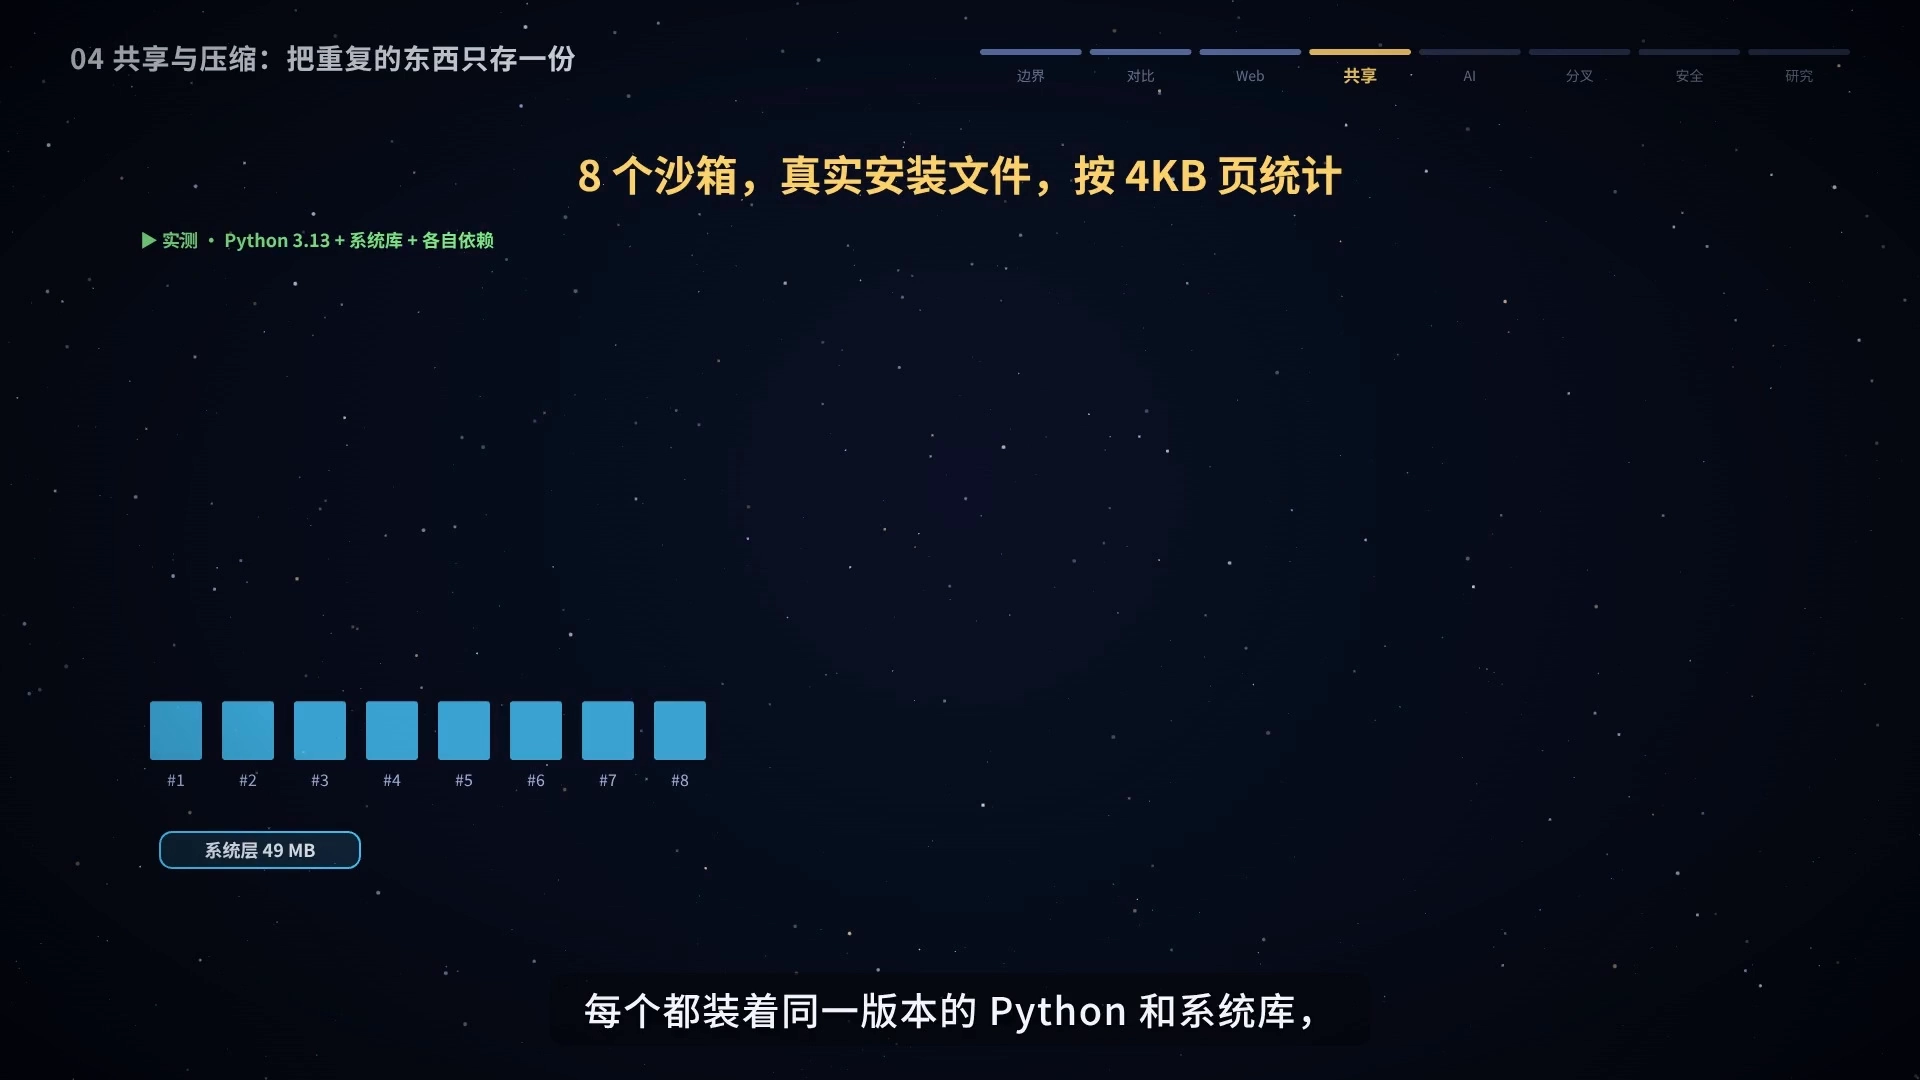 04 共享与压缩：把重复的东西只存一份
边界 对比 Web 共享 AI 分叉 安全 研究
8 个沙箱，真实安装文件，按 4KB 页统计
▶ 实测 · Python 3.13 + 系统库 + 各自依赖
#1 #2 #3 #4 #5 #6 #7 #8
系统层 49 MB
每个都装着同一版本的 Python 和系统库，